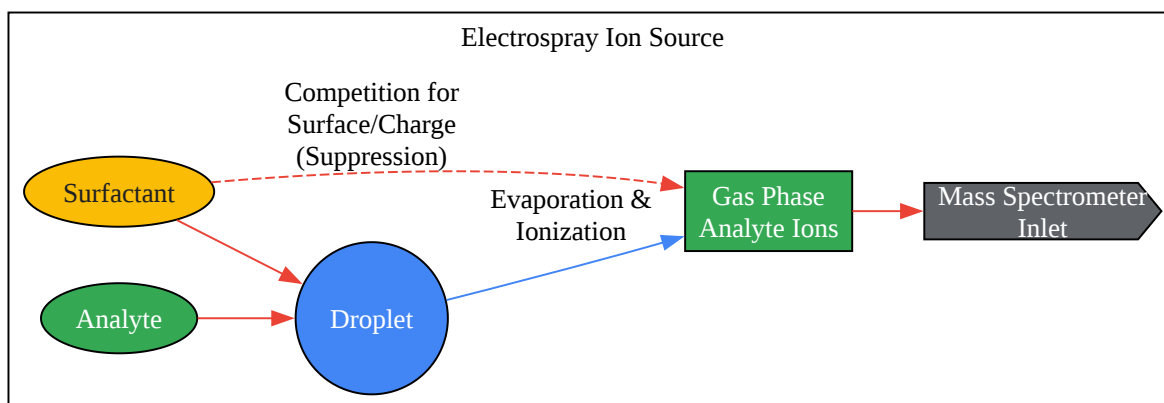 Electrospray Ion Source
Competition for
Surface/Charge
(Suppression)
Surfactant
Evaporation &
Ionization
Gas Phase
Analyte Ions
Mass Spectrometer
Inlet
Analyte
Droplet